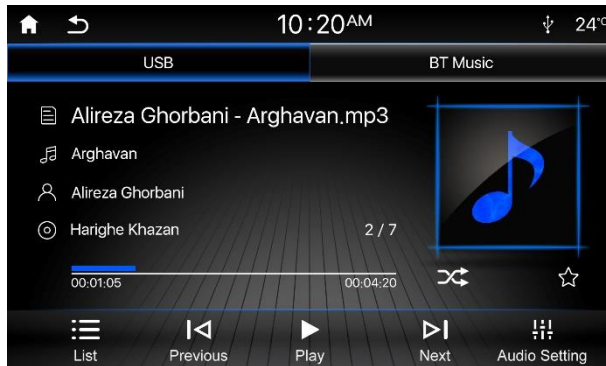 10:20AM 24°C
USB BT Music
Alireza Ghorbani - Arghavan.mp3
Arghavan
Alireza Ghorbani
Harighe Khazan 2 / 7
00:01:05 00:04:20
List Previous Play Next Audio Setting